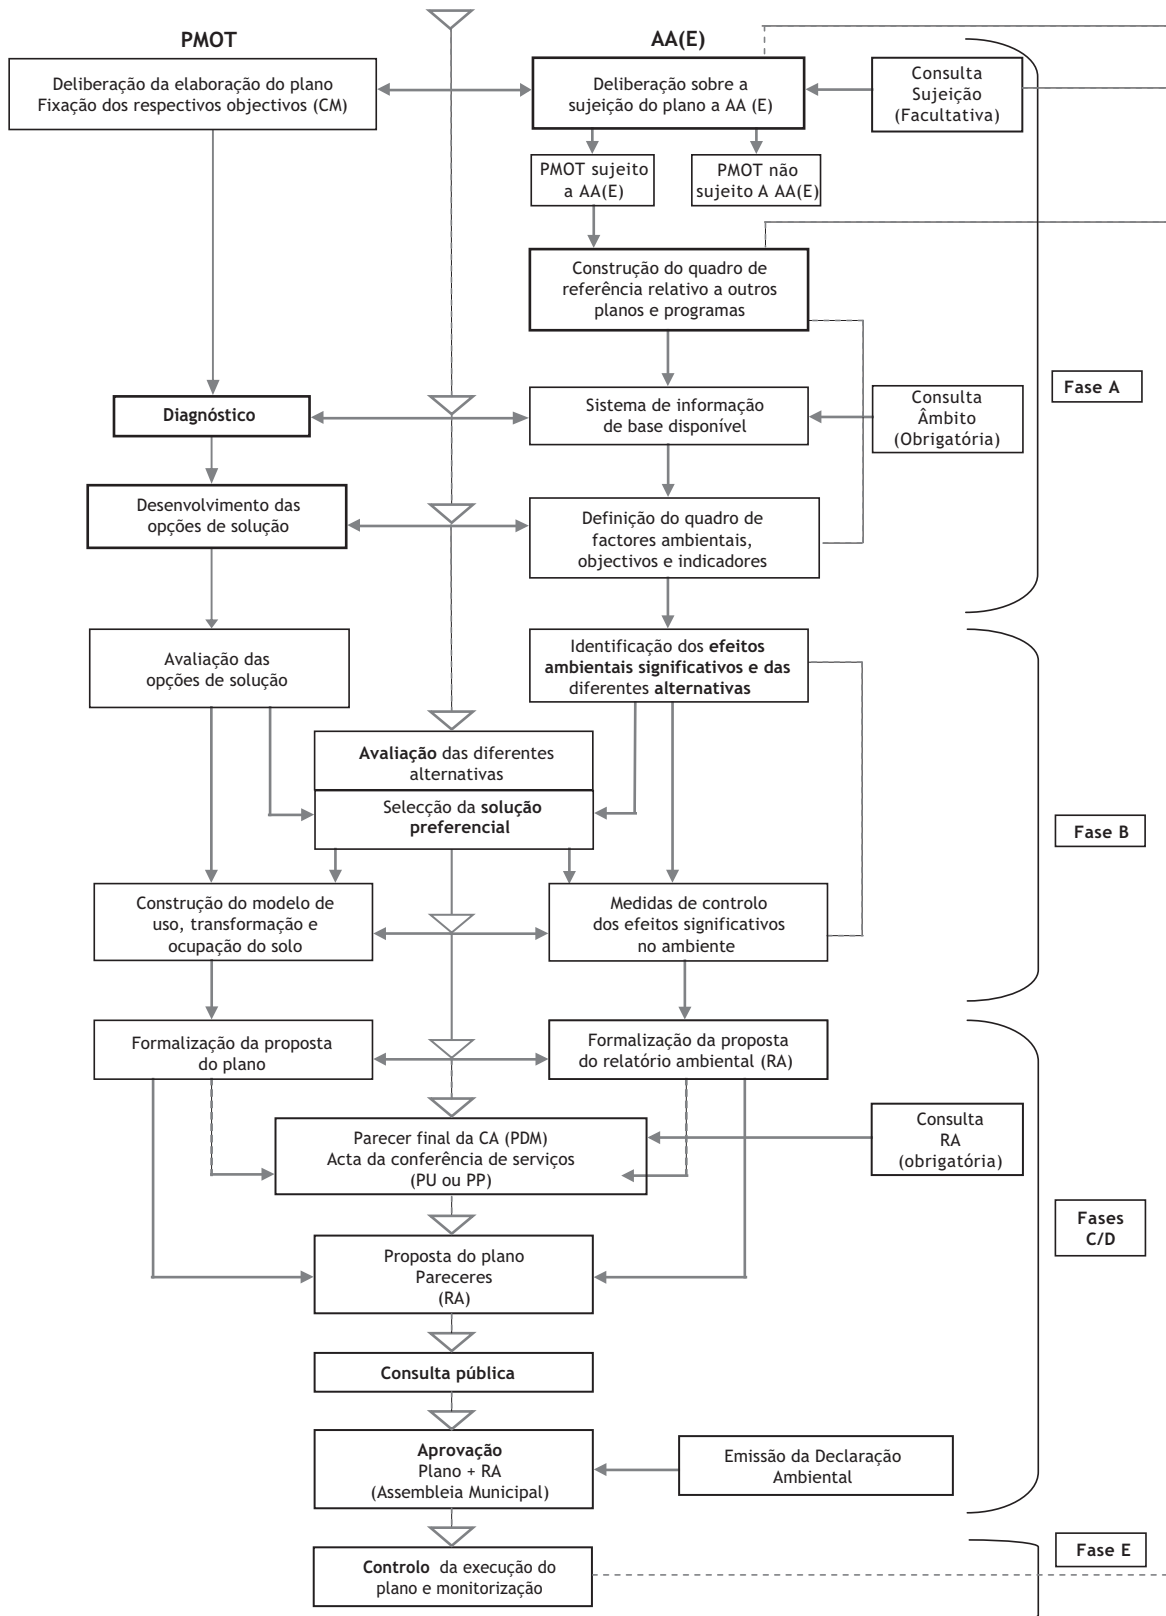 PMOT
AA(E)
Deliberação da elaboração do plano
Fixação dos respectivos objectivos (CM)
Deliberação sobre a
sujeição do plano a AA (E)
Consulta
Sujeição
(Facultativa)
PMOT sujeito
a AA(E)
PMOT não
sujeito A AA(E)
Construção do quadro de
referência relativo a outros
planos e programas
Fase A
Diagnóstico
Sistema de informação
de base disponível
Consulta
Âmbito
(Obrigatória)
Desenvolvimento das
opções de solução
Definição do quadro de
factores ambientais,
objectivos e indicadores
Avaliação das
opções de solução
Identificação dos efeitos
ambientais significativos e das
diferentes alternativas
Avaliação das diferentes
alternativas
Selecção da solução
preferencial
Fase B
Construção do modelo de
uso, transformação e
ocupação do solo
Medidas de controlo
dos efeitos significativos
no ambiente
Formalização da proposta
do plano
Formalização da proposta
do relatório ambiental (RA)
Parecer final da CA (PDM)
Acta da conferência de serviços
(PU ou PP)
Consulta
RA
(obrigatória)
Fases
C/D
Proposta do plano
Pareceres
(RA)
Consulta pública
Aprovação
Plano + RA
(Assembleia Municipal)
Emissão da Declaração
Ambiental
Fase E
Controlo da execução do
plano e monitorização